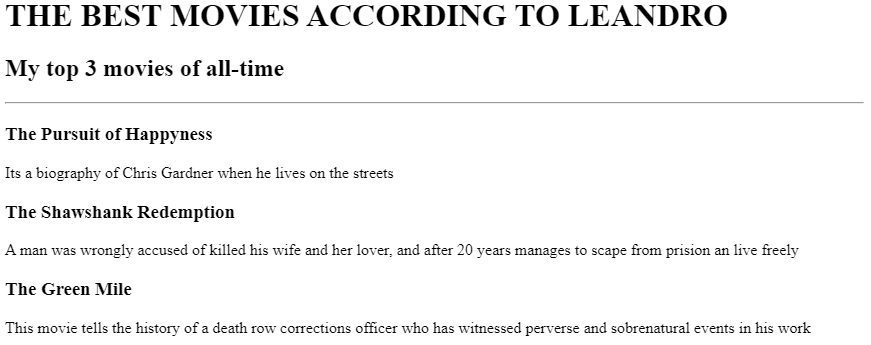 THE BEST MOVIES ACCORDING TO LEANDRO
My top 3 movies of all-time
The Pursuit of Happyness
Its a biography of Chris Gardner when he lives on the streets
The Shawshank Redemption
A man was wrongly accused of killed his wife and her lover, and after 20 years manages to scape from prision an live freely
The Green Mile
This movie tells the history of a death row corrections officer who has witnessed perverse and sobrenatural events in his work